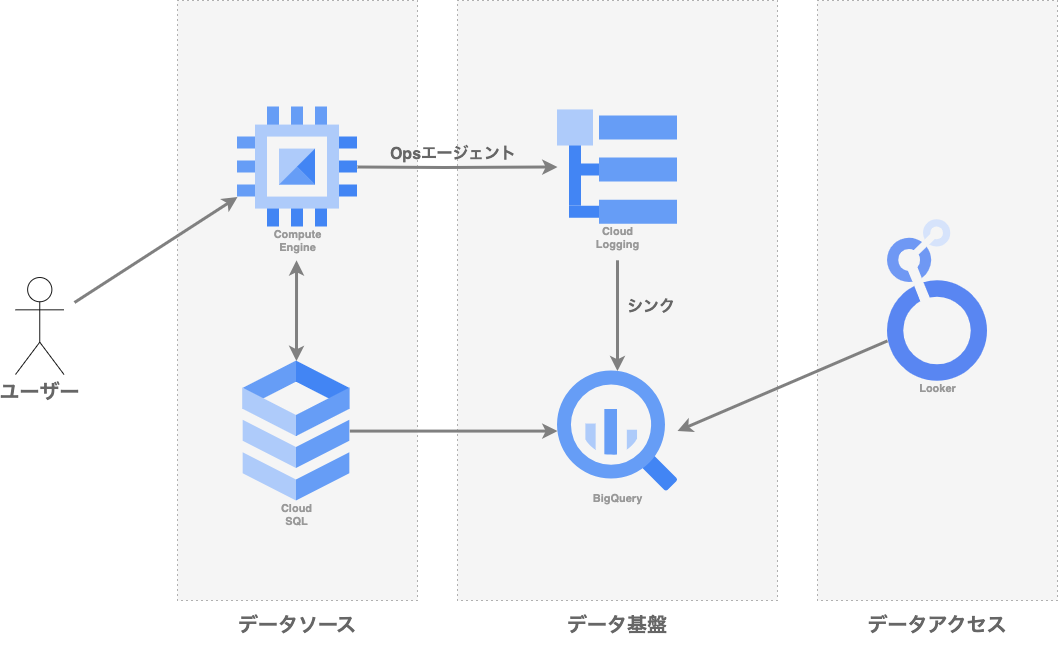 Opsエージェント
Compute
Engine
Cloud
Logging
シンク
ユーザー
Looker
Cloud
SQL
BigQuery
データソース
データ基盤
データアクセス